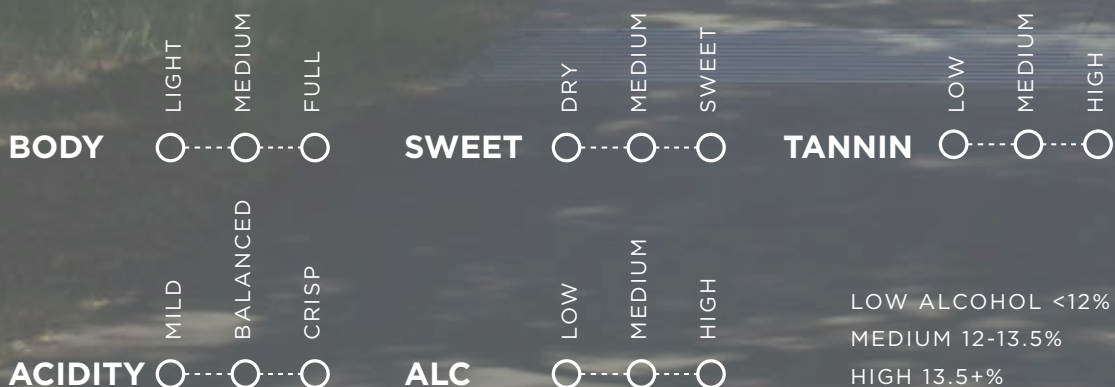 LIGHT MEDIUM FULL
BODY
DRY MEDIUM SWEET
SWEET
LOW MEDIUM HIGH
TANNIN
MILD BALANCED CRISP
ACIDITY
LOW MEDIUM HIGH
ALC
LOW ALCOHOL <12%
MEDIUM 12-13.5%
HIGH 13.5+%